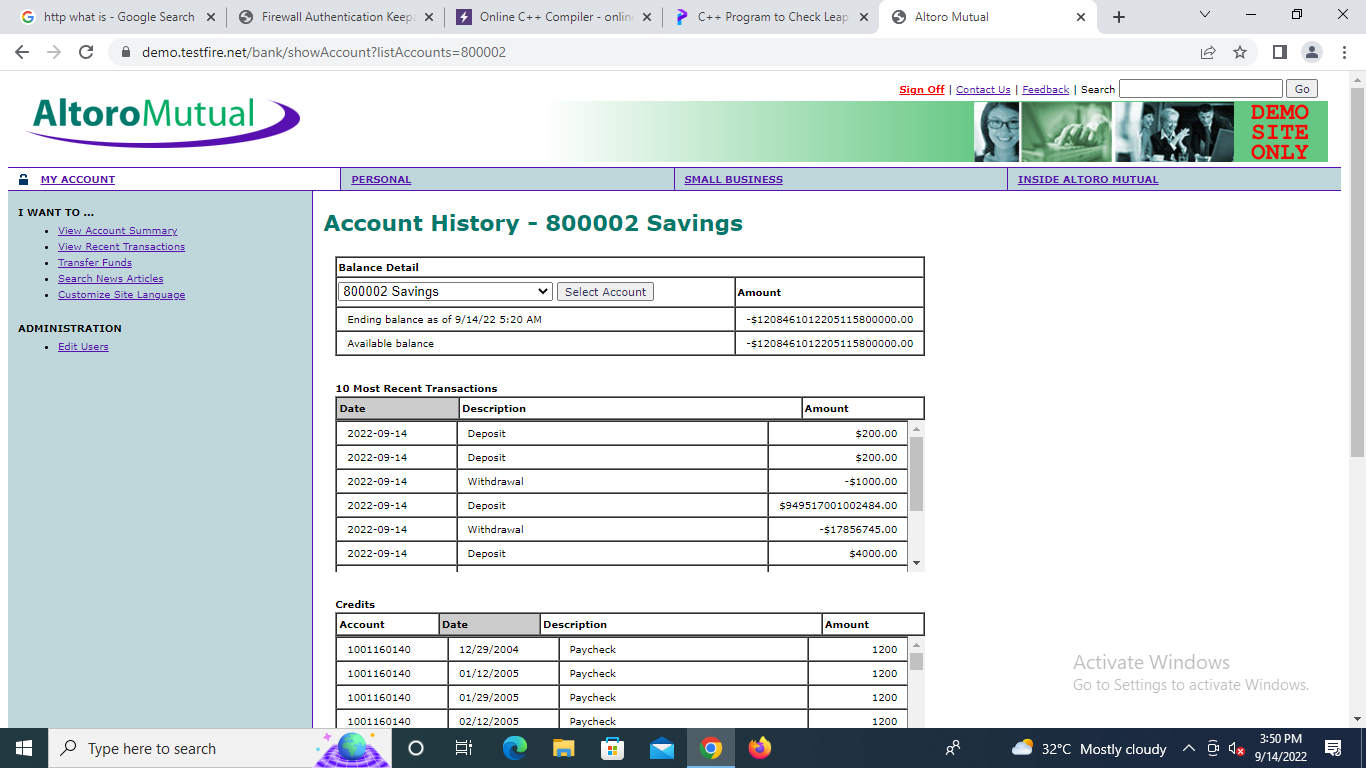 http what is - Google Search
Firewall Authentication Keepa
Online C++ Compiler - onlin
C++ Program to Check Leap
Altoro Mutual
demo.testfire.net/bank/showAccount?listAccounts=800002
Sign Off | Contact Us | Feedback | Search
Go
AltoroMutual
DEMO
SITE
ONLY
MY ACCOUNT
PERSONAL
SMALL BUSINESS
INSIDE ALTORO MUTUAL
I WANT TO ...
• View Account Summary
• View Recent Transactions
• Transfer Funds
• Search News Articles
• Customize Site Language
ADMINISTRATION
• Edit Users
Account History - 800002 Savings
Balance Detail
800002 Savings Select Account Amount
Ending balance as of 9/14/22 5:20 AM -$1208461012205115800000.00
Available balance -$1208461012205115800000.00
10 Most Recent Transactions
Date Description Amount
2022-09-14 Deposit $200.00
2022-09-14 Deposit $200.00
2022-09-14 Withdrawal -$1000.00
2022-09-14 Deposit $949517001002484.00
2022-09-14 Withdrawal -$17856745.00
2022-09-14 Deposit $4000.00
Credits
Account Date Description Amount
1001160140 12/29/2004 Paycheck 1200
1001160140 01/12/2005 Paycheck 1200
1001160140 01/29/2005 Paycheck 1200
1001160140 02/12/2005 Paycheck 1200
Activate Windows
Go to Settings to activate Windows.
Type here to search
32°C Mostly cloudy
3:50 PM
9/14/2022